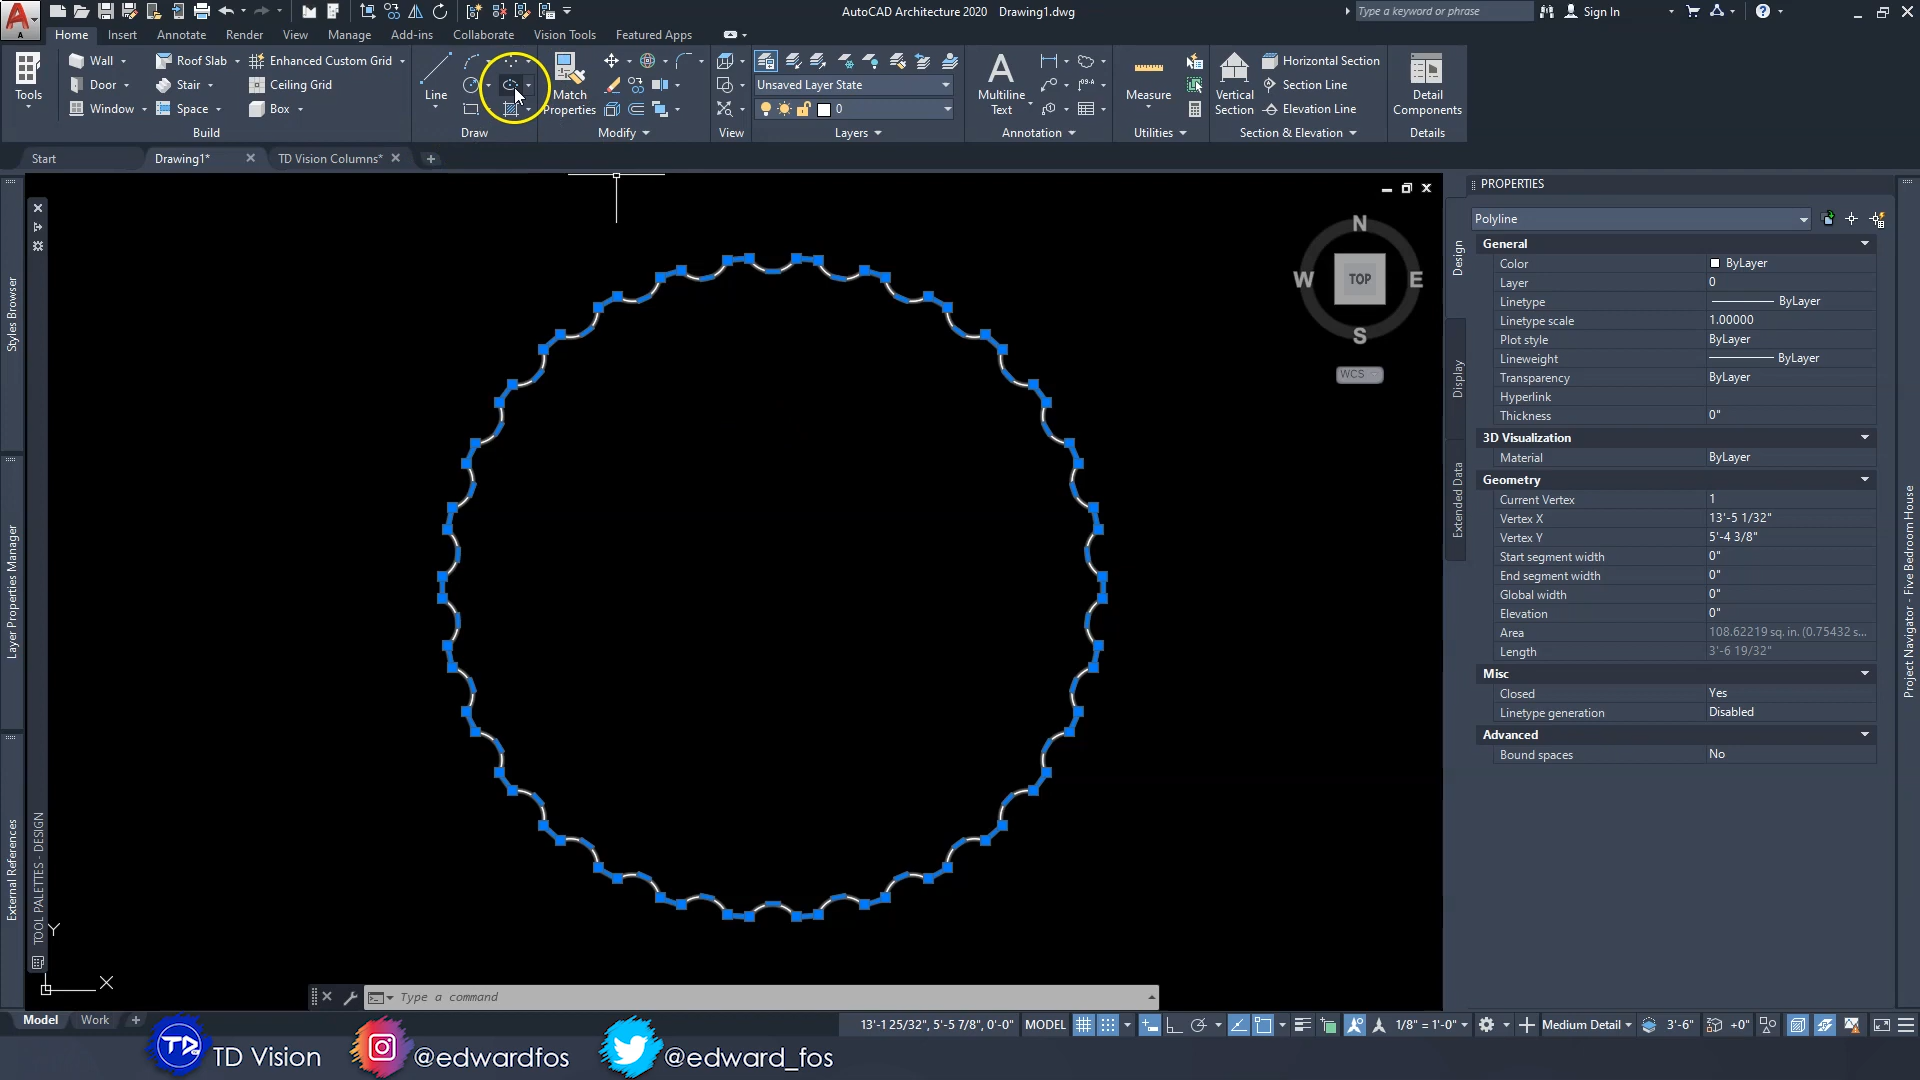 AutoCAD Architecture 2020 Drawing1.dwg
Type a keyword or phrase
Sign In
Home Insert Annotate Render View Manage Add-ins Collaborate Vision Tools Featured Apps
Tools
Wall
Door
Window
Roof Slab
Stair
Space
Enhanced Custom Grid
Ceiling Grid
Box
Build
Line
Draw
Match
Properties
Modify
View
Unsaved Layer State
0
Layers
Multiline
Text
Annotation
Measure
Utilities
Vertical
Section
Horizontal Section
Section Line
Elevation Line
Section & Elevation
Detail
Components
Details
Start
Drawing1*
TD Vision Columns*
Styles Browser
Layer Properties Manager
External References
TOOL PALETTES - DESIGN
N
W
TOP
E
S
WCS
Design
Display
Extended Data
Project Navigator - Five Bedroom House
PROPERTIES
Polyline
General
Color ByLayer
Layer 0
Linetype ByLayer
Linetype scale 1.00000
Plot style ByLayer
Lineweight ByLayer
Transparency ByLayer
Hyperlink
Thickness 0"
3D Visualization
Material ByLayer
Geometry
Current Vertex 1
Vertex X 13'-5 1/32"
Vertex Y 5'-4 3/8"
Start segment width 0"
End segment width 0"
Global width 0"
Elevation 0"
Area 108.62219 sq. in. (0.75432 s...
Length 3'-6 19/32"
Misc
Closed Yes
Linetype generation Disabled
Advanced
Bound spaces No
Y
X
Type a command
Model Work
13'-1 25/32", 5'-5 7/8", 0'-0" MODEL
1/8" = 1'-0"
Medium Detail
3'-6"
+0"
TD Vision
@edwardfos
@edward_fos